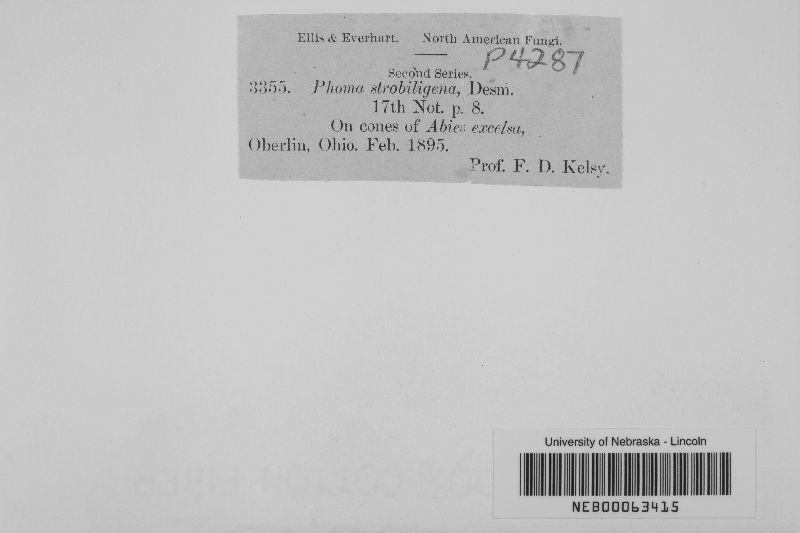 Ellis & Everhart. North American Fungi.
P4287
Second Series.
3355. Phoma strobiligena, Desm.
17th Not. p. 8.
On cones of Abies excelsa,
Oberlin, Ohio. Feb. 1895.
Prof. F. D. Kelsy.
University of Nebraska - Lincoln
NEB00063415